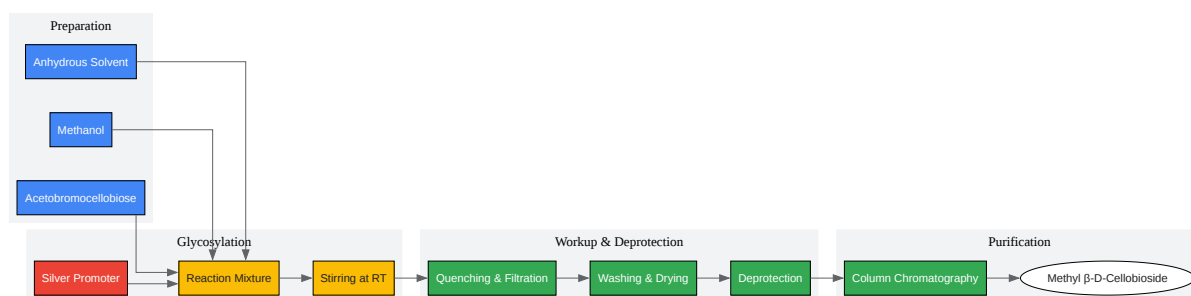 Preparation
Anhydrous Solvent
Methanol
Acetobromocellobiose
Glycosylation
Silver Promoter
Reaction Mixture
Stirring at RT
Workup & Deprotection
Quenching & Filtration
Washing & Drying
Deprotection
Purification
Column Chromatography
Methyl β-D-Cellobioside